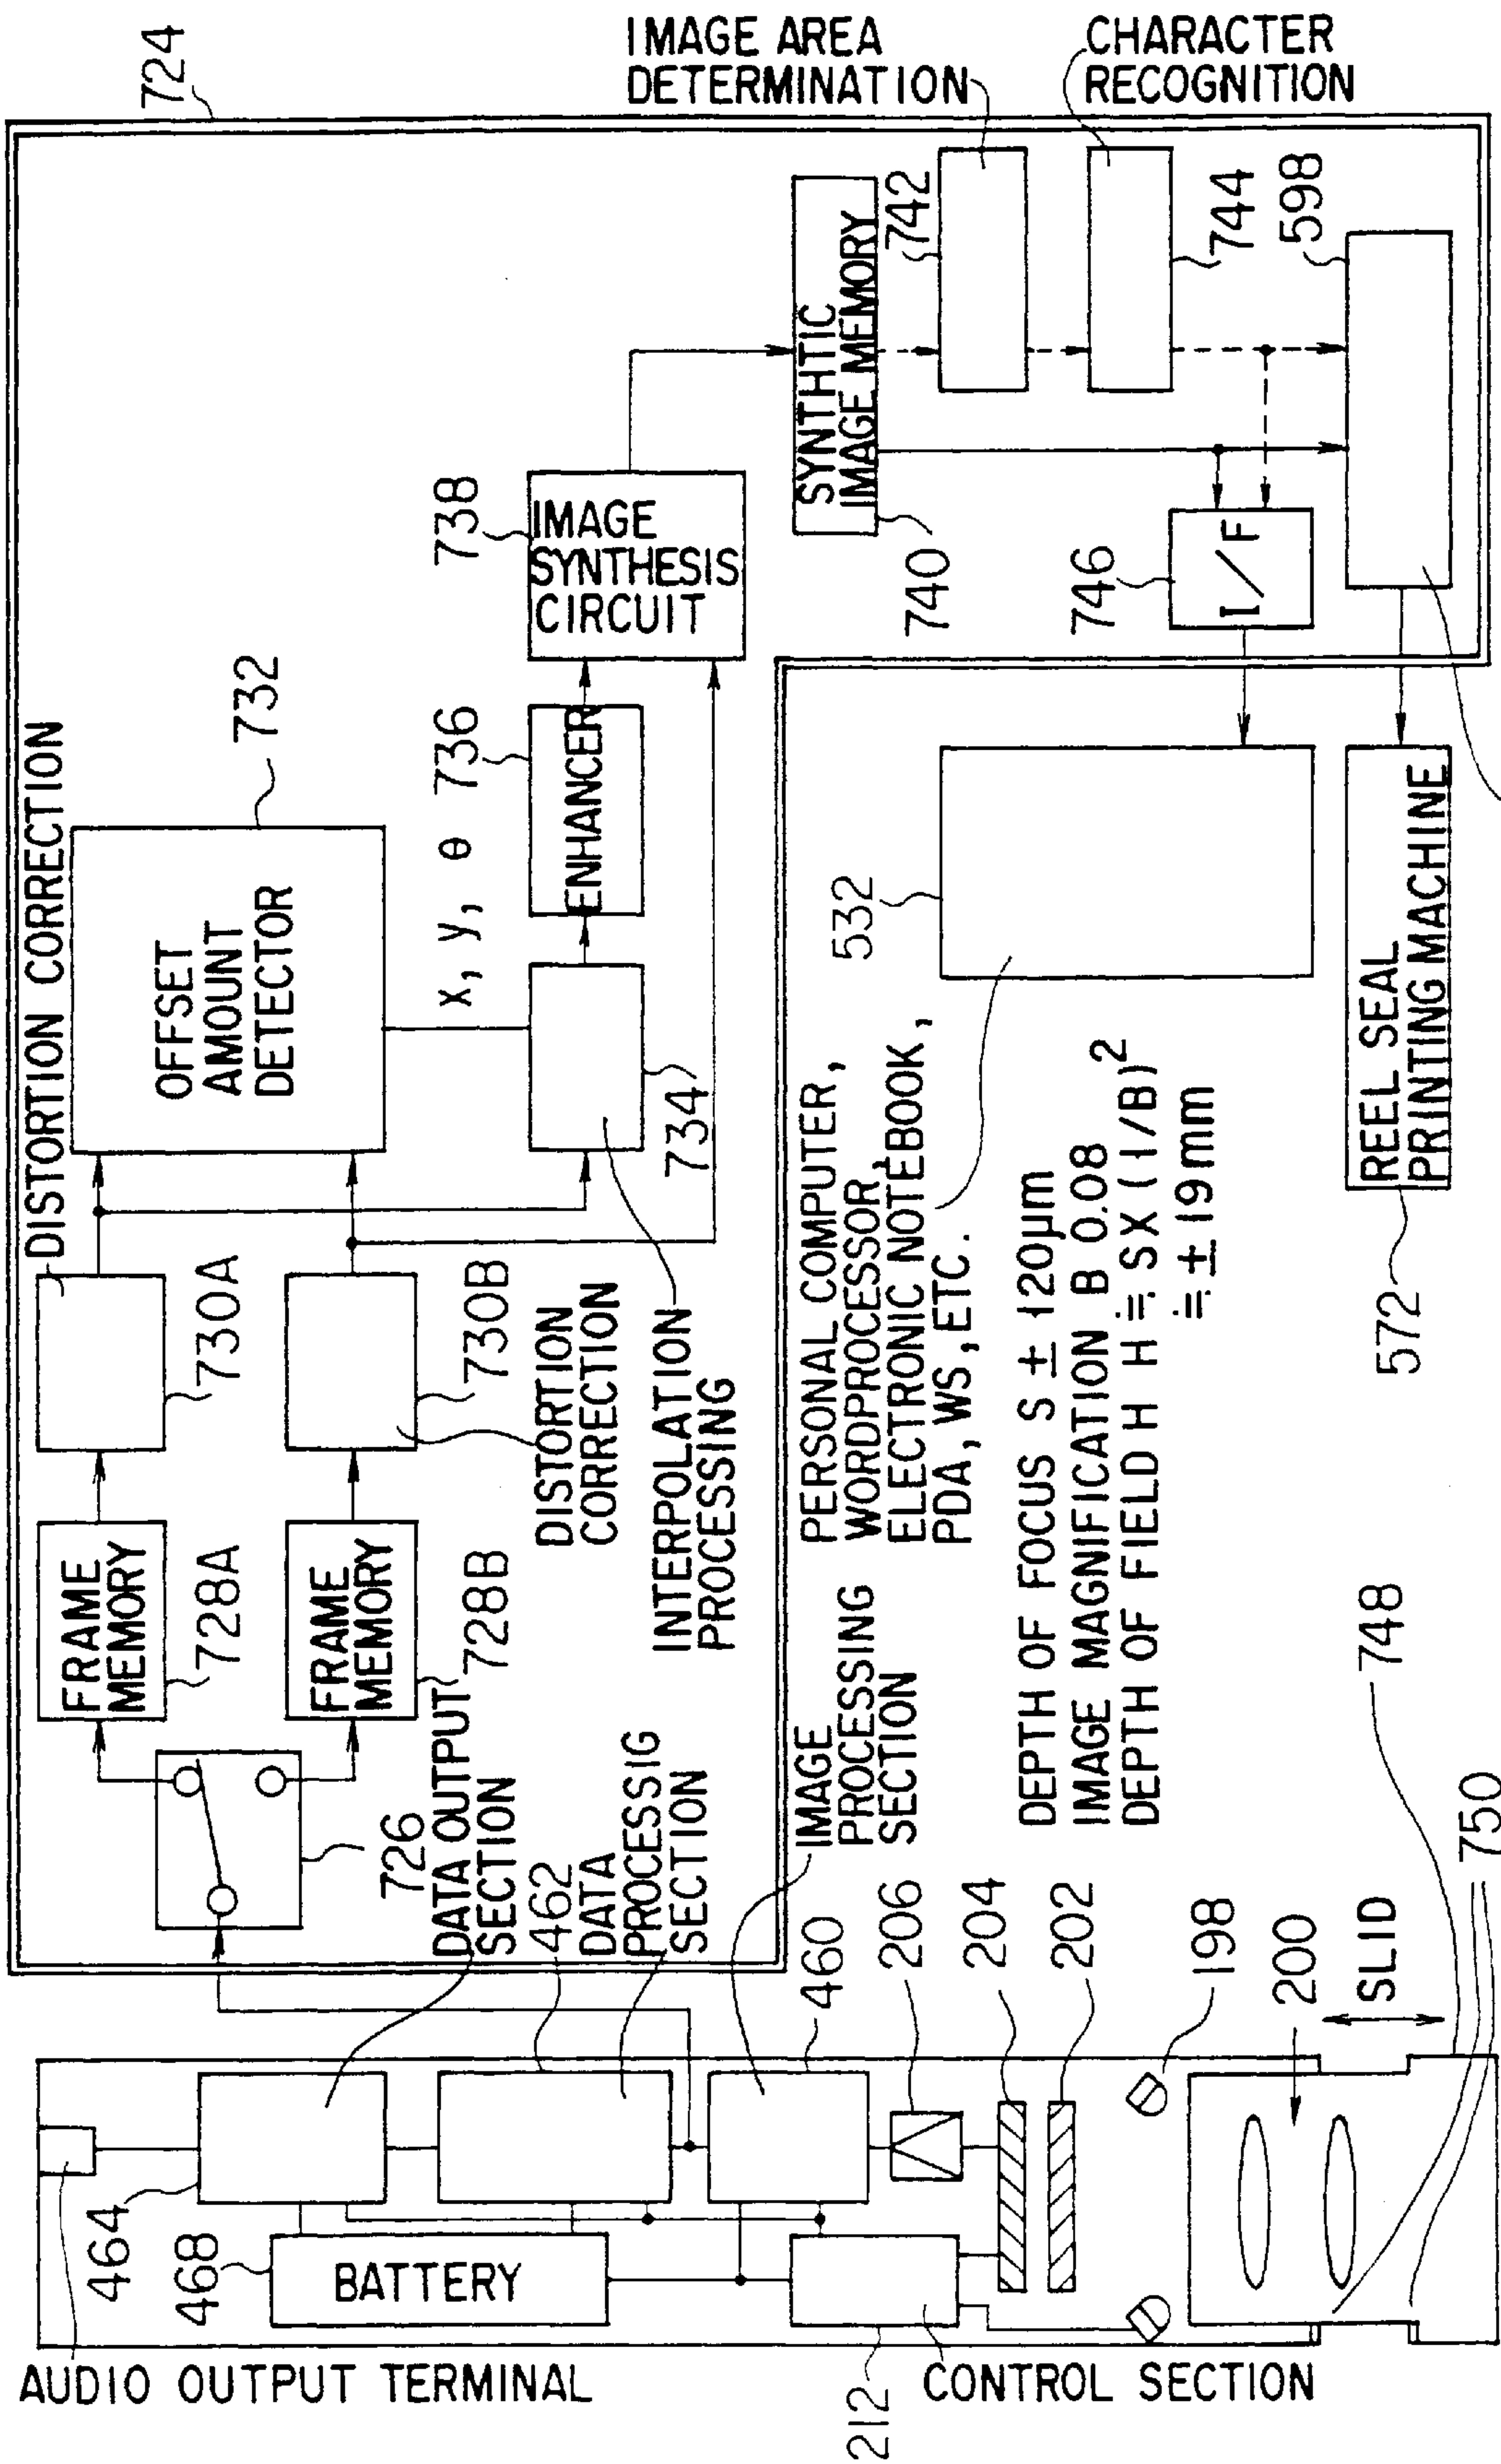 724
DISTORTION CORRECTION
732
OFFSET
AMOUNT
DETECTOR
730A
730B
DISTORTION
CORRECTION
FRAME
MEMORY
728A
FRAME
MEMORY
728B
726
x, y, θ
736
ENHANCER
734
INTERPOLATION
PROCESSING
738
IMAGE
SYNTHESIS
CIRCUIT
SYNTHTIC
IMAGE MEMORY
740
IMAGE AREA
DETERMINATION
742
CHARACTER
RECOGNITION
744
746
I/F
598
532
PERSONAL COMPUTER,
WORDPROCESSOR,
ELECTRONIC NOTEBOOK,
PDA, WS, ETC.
REEL SEAL
PRINTING MACHINE
572
DEPTH OF FOCUS S ± 120μm
IMAGE MAGNIFICATION B 0.08
DEPTH OF FIELD H H ≒ SX(1/B)2
≒ ± 19mm
DATA OUTPUT
SECTION
462
DATA
PROCESSIG
SECTION
IMAGE
PROCESSING
SECTION
460
206
204
202
198
200
SLID
748
750
464
468
BATTERY
AUDIO OUTPUT TERMINAL
212
CONTROL SECTION